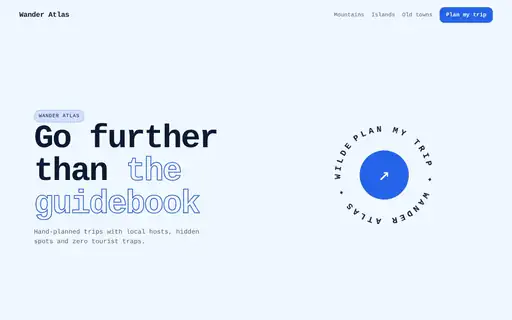 Wander Atlas
Mountains Islands Old towns Plan my trip
WANDER ATLAS
Go further
than the
guidebook
Hand-planned trips with local hosts, hidden
spots and zero tourist traps.
PLAN MY TRIP • WANDER ATLAS • WILDE
↗